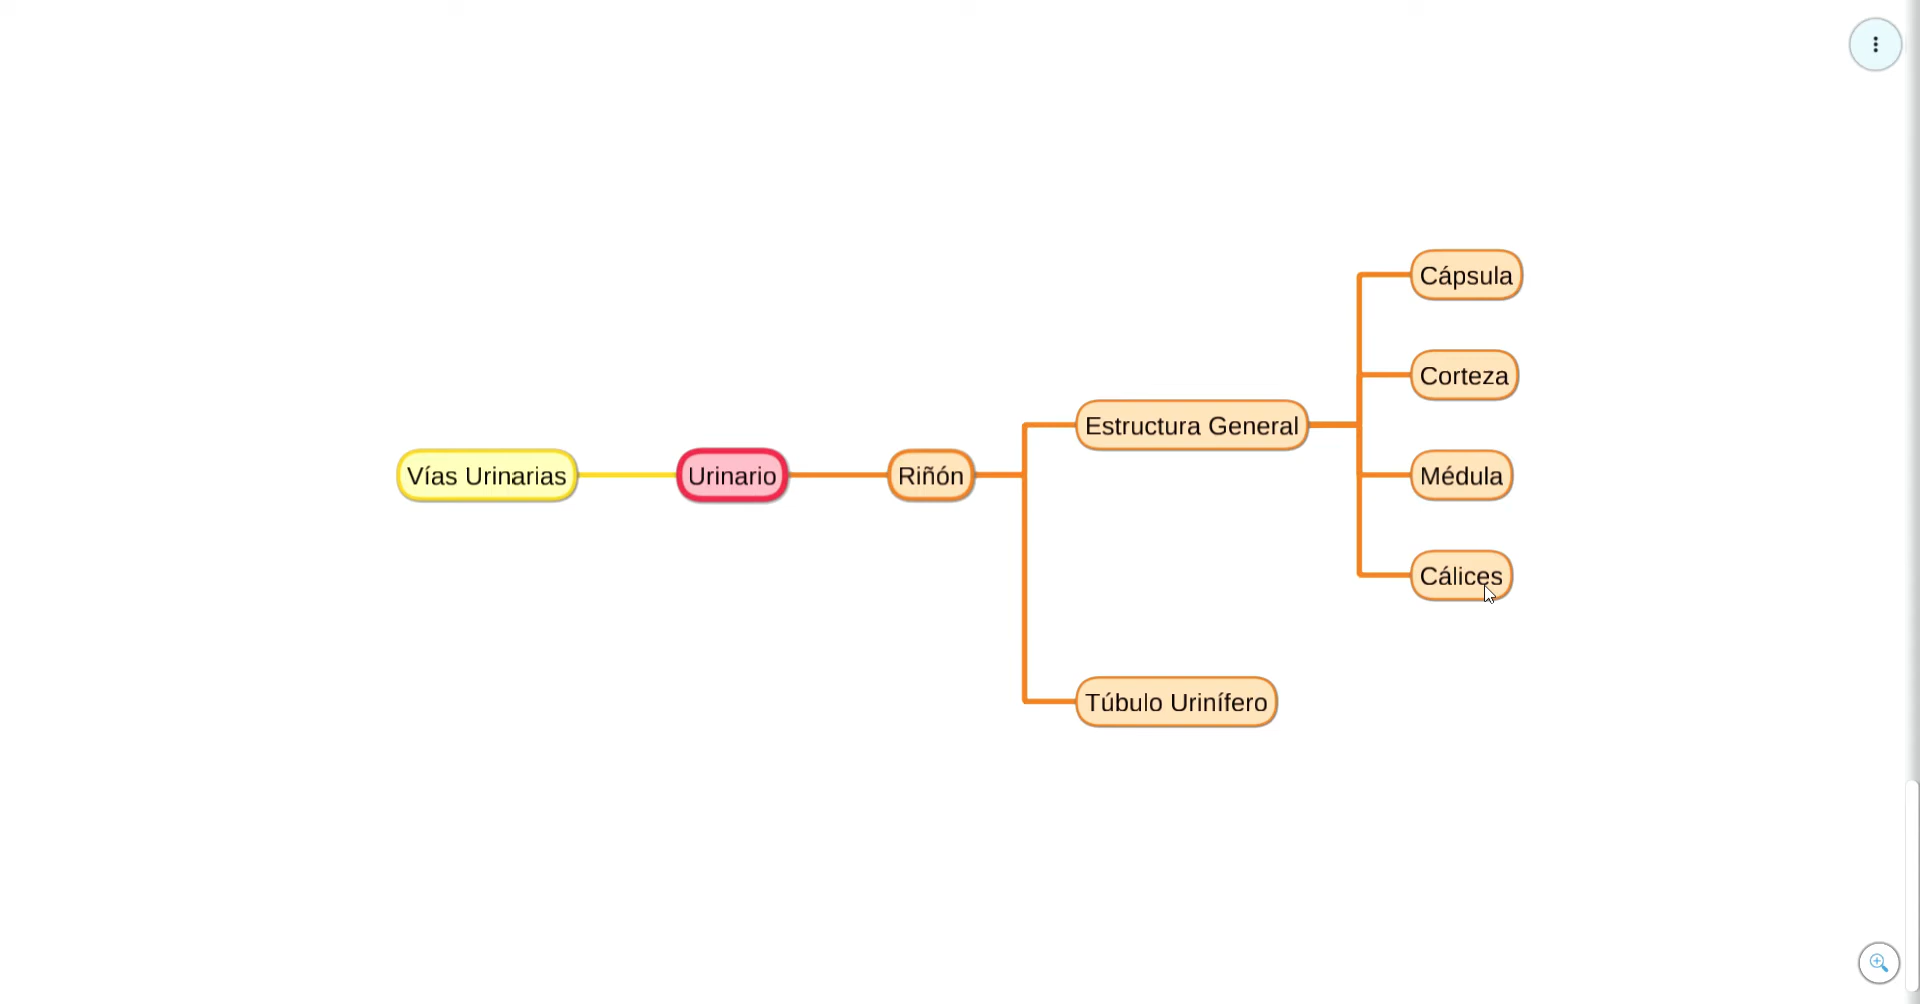 Vías Urinarias
Urinario
Riñón
Estructura General
Cápsula
Corteza
Médula
Cálices
Túbulo Urinífero